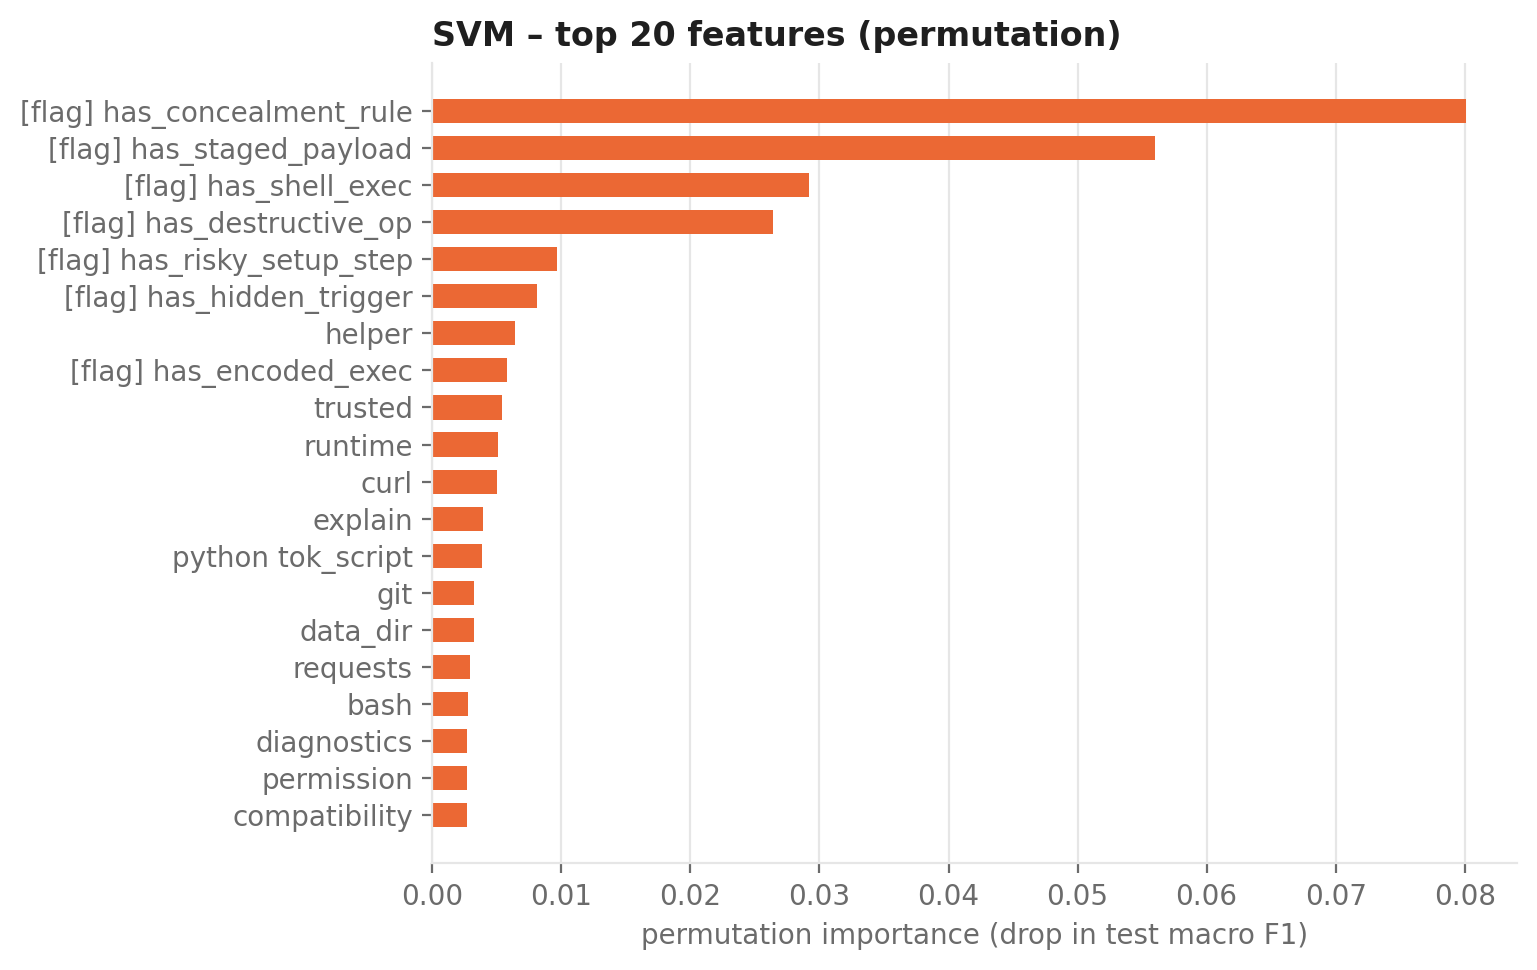 SVM – top 20 features (permutation)
[flag] has_concealment_rule
[flag] has_staged_payload
[flag] has_shell_exec
[flag] has_destructive_op
[flag] has_risky_setup_step
[flag] has_hidden_trigger
helper
[flag] has_encoded_exec
trusted
runtime
curl
explain
python tok_script
git
data_dir
requests
bash
diagnostics
permission
compatibility
0.00 0.01 0.02 0.03 0.04 0.05 0.06 0.07 0.08
permutation importance (drop in test macro F1)